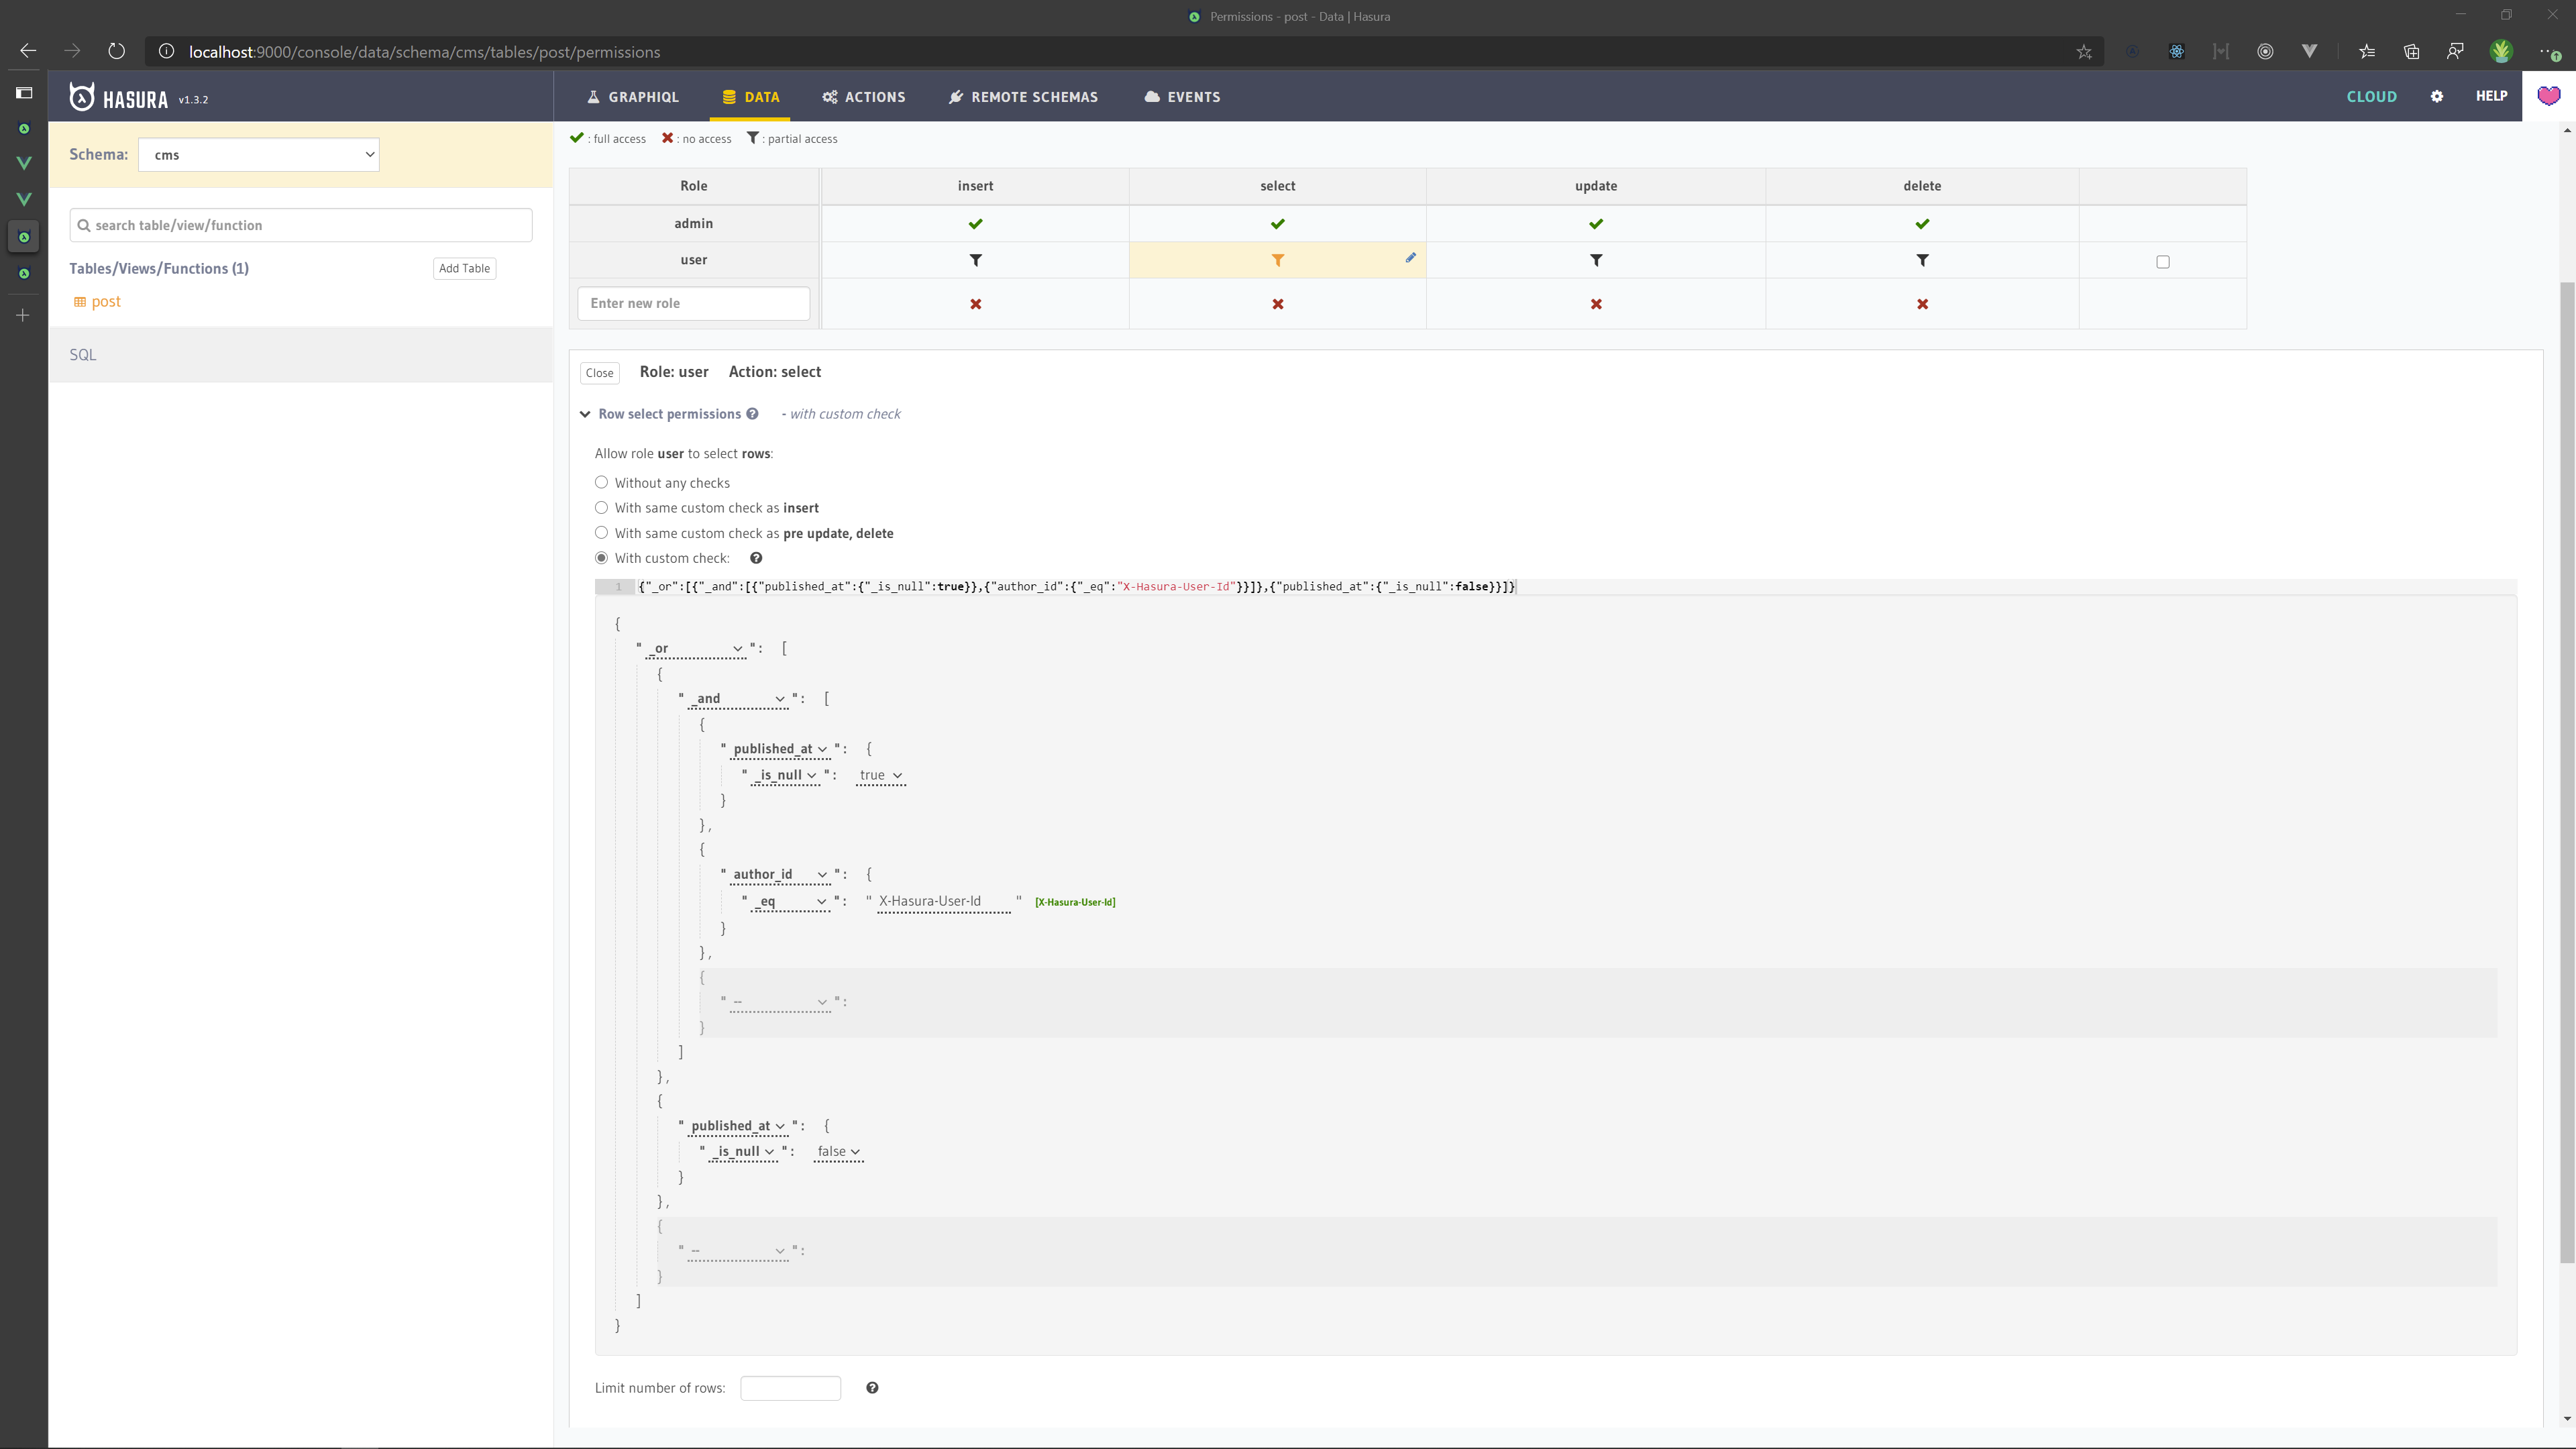 Permissions - post - Data | Hasura
localhost:9000/console/data/schema/cms/tables/post/permissions
HASURA v1.3.2
GRAPHIQL DATA ACTIONS REMOTE SCHEMAS EVENTS CLOUD HELP
Schema: cms
search table/view/function
Tables/Views/Functions (1) Add Table
post
SQL
: full access : no access : partial access
Role insert select update delete
admin
user
Enter new role
Close Role: user Action: select
Row select permissions - with custom check
Allow role user to select rows:
Without any checks
With same custom check as insert
With same custom check as pre update, delete
With custom check:
1 {"_or":[{"_and":[{"published_at":{"_is_null":true}},{"author_id":{"_eq":"X-Hasura-User-Id"}}]},{"published_at":{"_is_null":false}}]}
{
"_or": [
{
"_and": [
{
"published_at": {
"_is_null": true
}
},
{
"author_id": {
"_eq": "X-Hasura-User-Id" [X-Hasura-User-Id]
}
},
{
"--":
}
]
},
{
"published_at": {
"_is_null": false
}
},
{
"--":
}
]
}
Limit number of rows: